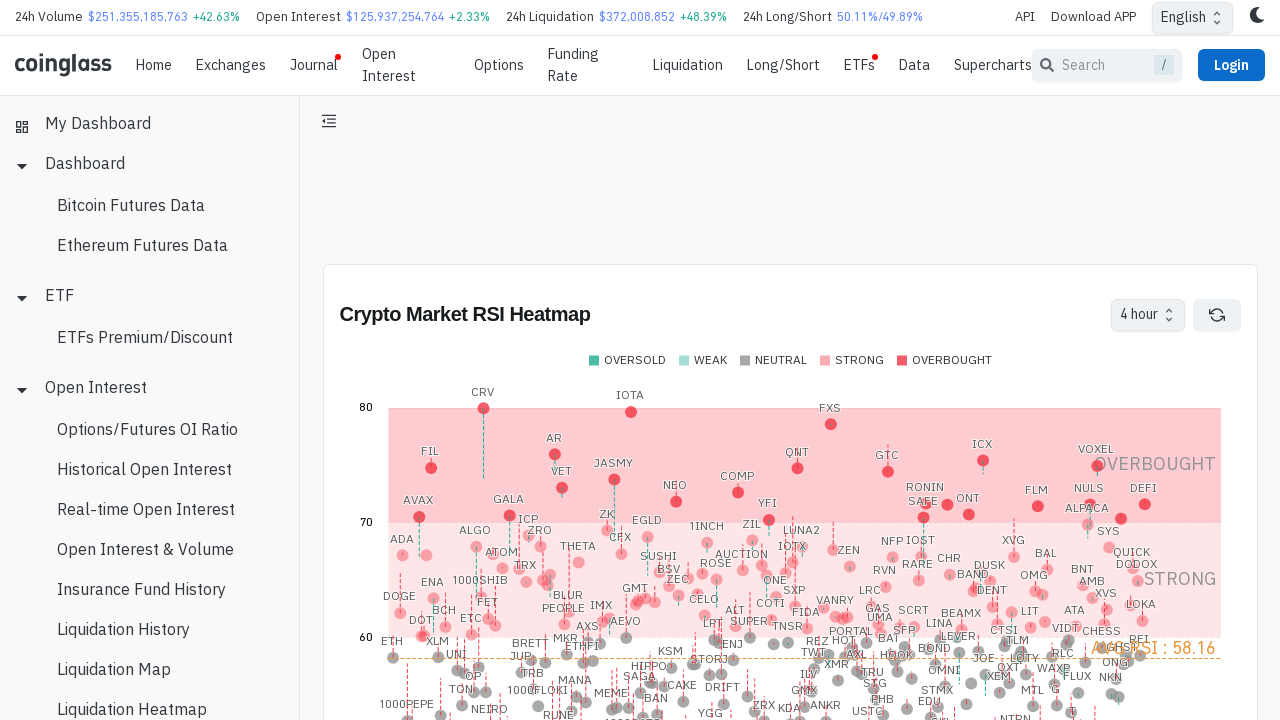 24h Volume $251,355,185,763 +42.63% Open Interest $125,937,254,764 +2.33% 24h Liquidation $372,008,852 +48.39% 24h Long/Short 50.11%/49.89% API Download APP English
coinglass Home Exchanges Journal Open Interest Options Funding Rate Liquidation Long/Short ETFs Data Supercharts Search / Login
My Dashboard
Dashboard
Bitcoin Futures Data
Ethereum Futures Data
ETF
ETFs Premium/Discount
Open Interest
Options/Futures OI Ratio
Historical Open Interest
Real-time Open Interest
Open Interest & Volume
Insurance Fund History
Liquidation History
Liquidation Map
Liquidation Heatmap
Crypto Market RSI Heatmap 4 hour
OVERSOLD WEAK NEUTRAL STRONG OVERBOUGHT
CRV IOTA
80 FXS
FIL AR QNT GTC ICX VOXEL
OVERBOUGHT
VET JASMY COMP
NEO RONIN NULS DEFI
AVAX GALA YFI SAFE ONT FLM ALPACA
70 ICP ZK EGLD
ALGO ZRO CFX 1INCH ZIL LUNA2 SYS
ADA ATOM THETA SUSHI AUCTION IOTX ZEN NFP IOST XVG BAL QUICK
TRX BSV ROSE RVN RARE CHR DUSK BNT DODOX
ENA 1000SHIB GMT ZEC ONE BAND OMG AMB STRONG
DOGE FET BLUR CELO SXP LRC DENT XVS
BCH PEOPLE IMX ALT COTI VANRY GAS SCRT BEAMX LIT ATA LOKA
DOT ETC AXS AEVO LRT SUPER TNSR FIDA UMA LINA CTSI VIDT CHESS
60 ETH XLM MKR PORTAL SFP LEVER
BRETT ETHFI KSM ENJ REZ HOT BAT BOND TLM
UNI JUP HIPPO STORJ TWT AXL HOOK JOE LOTY RLC AVG RSI : 58.16
OP TRB SAGA XMR TRU OMNI OXT WAXP ONG
TON 1000FLOKI MANA CAKE DRIFT ILV STG XEM FLUX NKN
1000PEPE NEIRO MEME BAN GMX PHB STMX MTL G
RUNE YGG ZRX KDA ANKR USTC EDU NTRN T